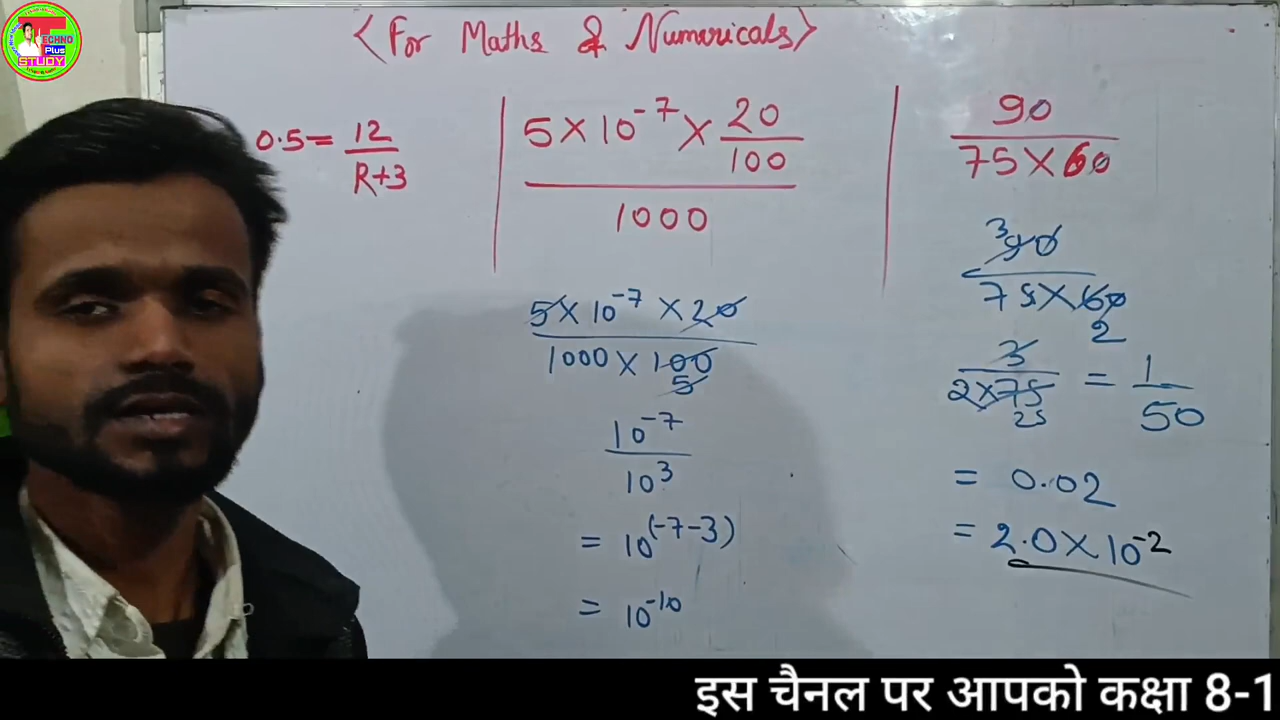 TECHNO
Plus
STUDY
<For Maths & Numericals>
0.5 = 12/(R+3)
(5 × 10⁻⁷ × 20/100)/1000
(5 × 10⁻⁷ × 20)/(1000 × 100)
5
10⁻⁷/10³
= 10⁽⁻⁷⁻³⁾
= 10⁻¹⁰
90/(75 × 60)
3
90/(75 × 60)
2
3/(2 × 75) = 1/50
25
= 0.02
= 2.0 × 10⁻²
इस चैनल पर आपको कक्षा 8-1